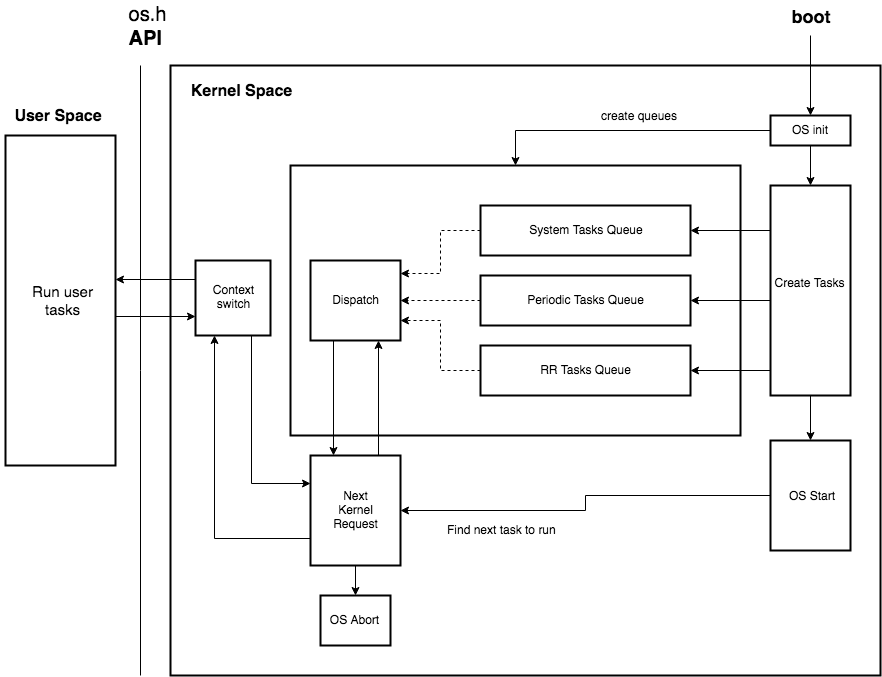 os.h
API
boot
Kernel Space
User Space
create queues
OS init
System Tasks Queue
Run user
tasks
Context
switch
Dispatch
Periodic Tasks Queue
Create Tasks
RR Tasks Queue
Next
Kernel
Request
OS Start
Find next task to run
OS Abort